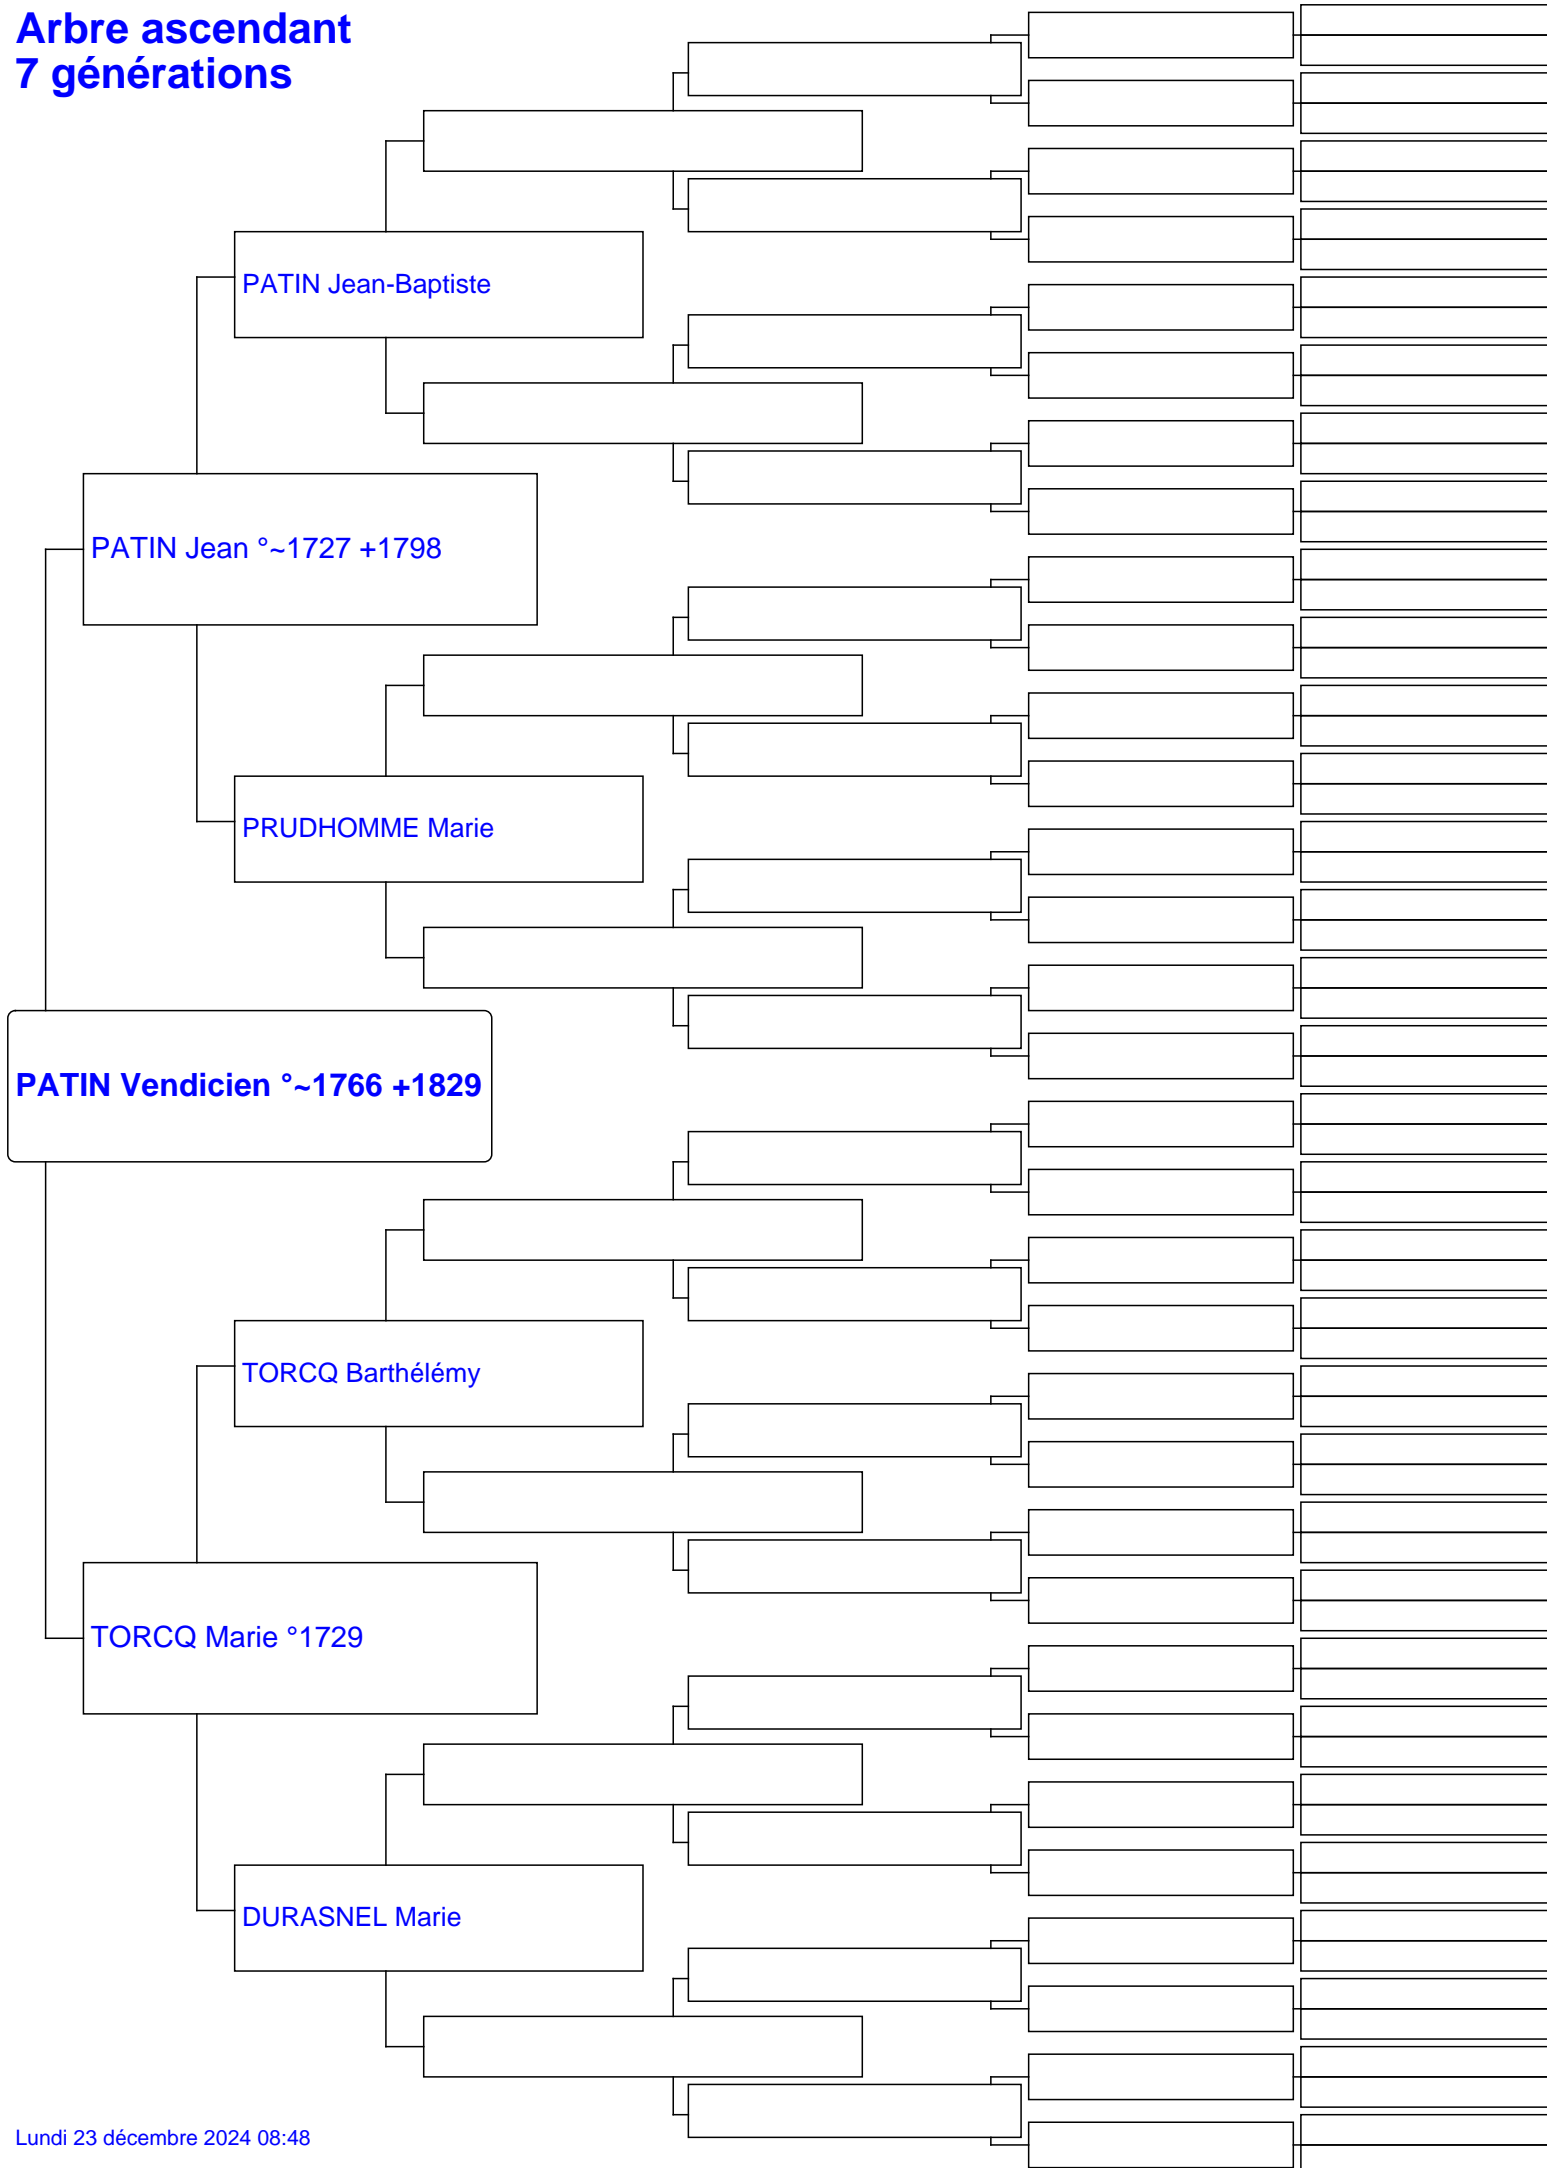 Arbre ascendant
7 générations
PATIN Jean-Baptiste
PATIN Jean °~1727 +1798
PRUDHOMME Marie
PATIN Vendicien °~1766 +1829
TORCQ Barthélémy
TORCQ Marie °1729
DURASNEL Marie
Lundi 23 décembre 2024 08:48